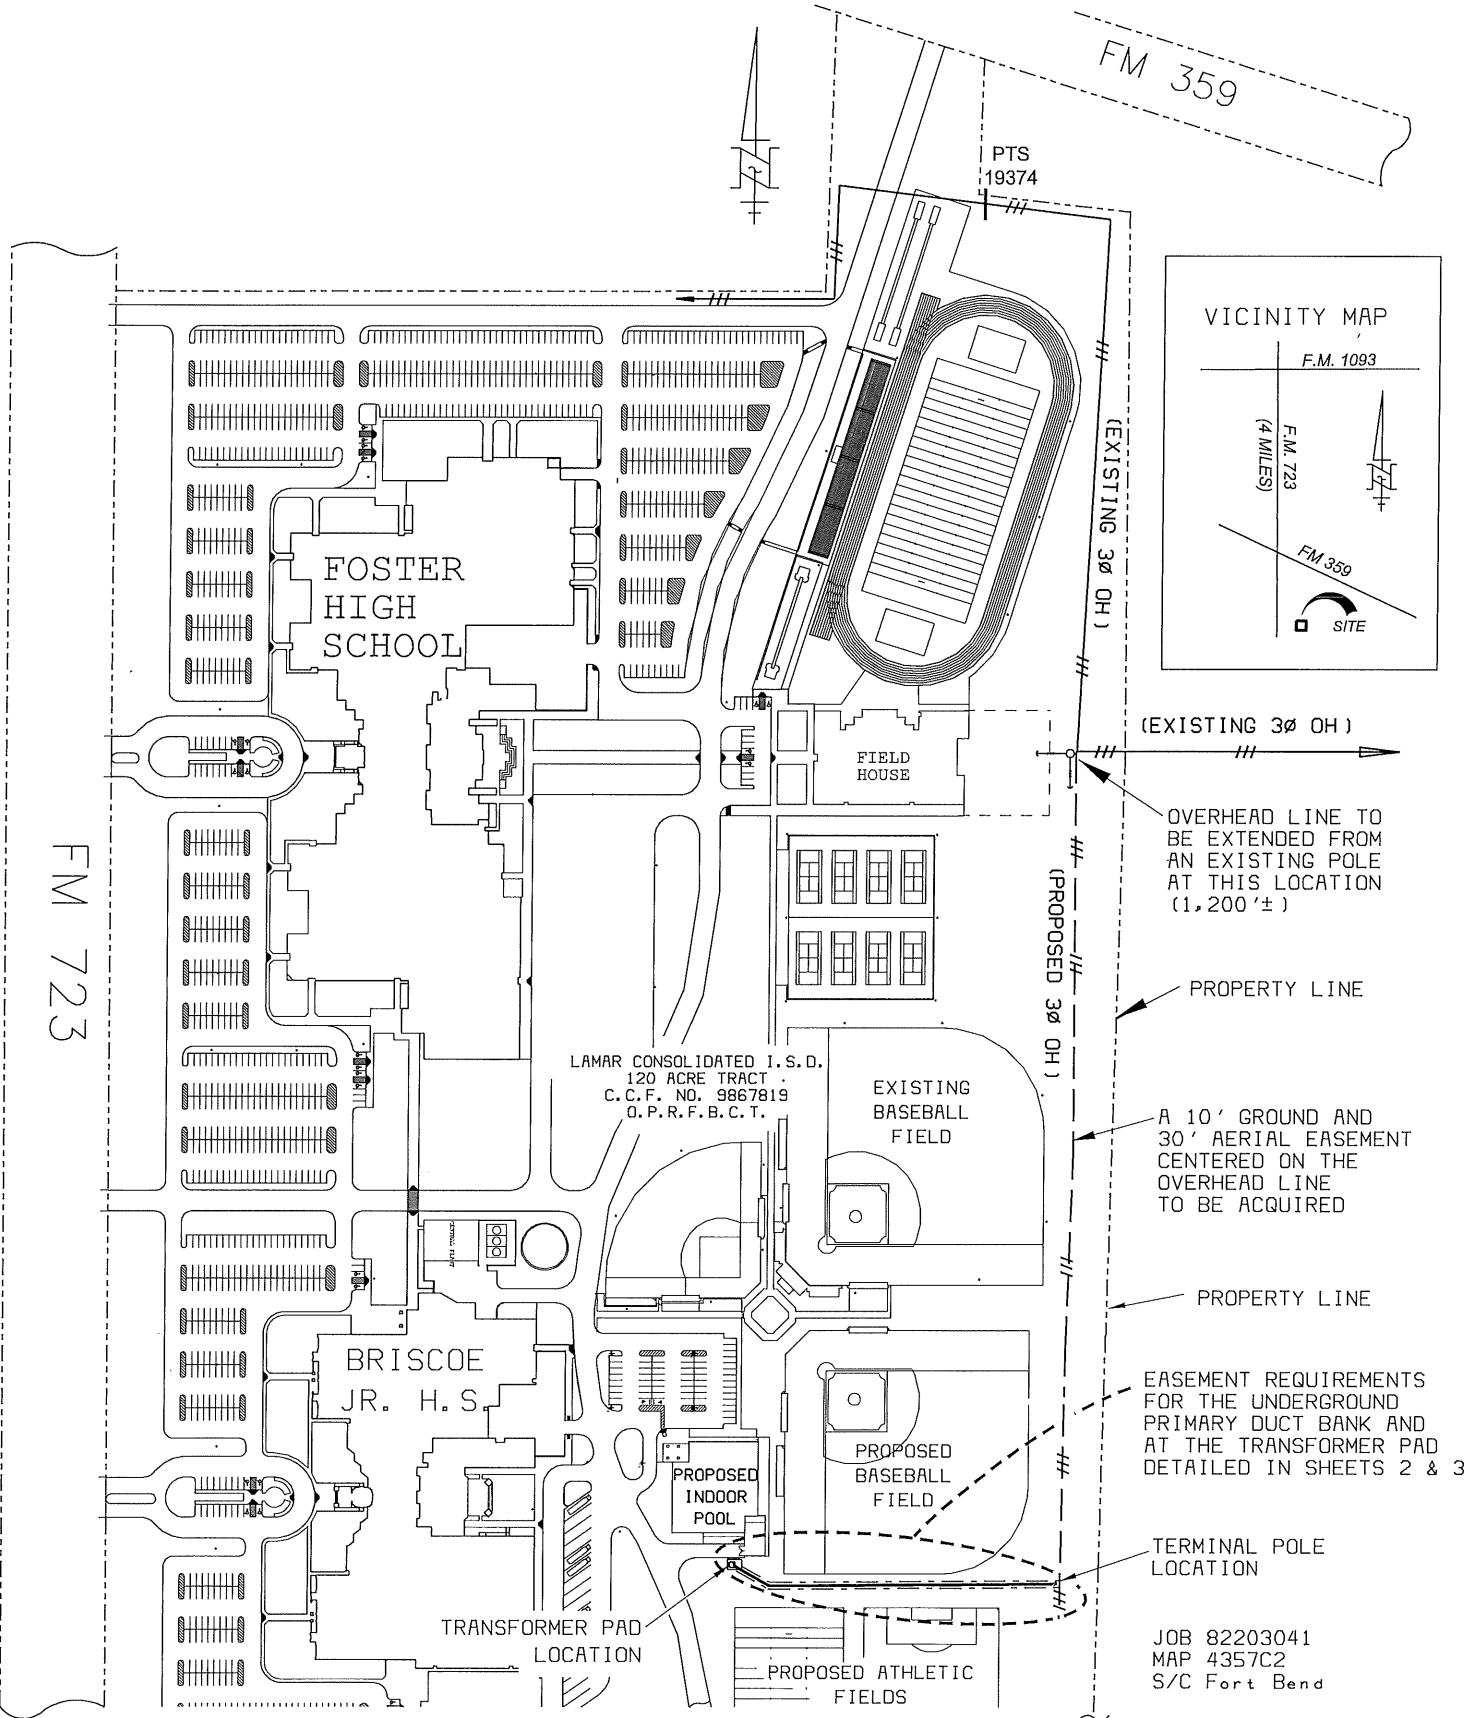 FM 359
PTS
19374
VICINITY MAP
F.M. 1093
F.M. 723
(4 MILES)
FM 359
SITE
(EXISTING 3Ø OH)
FOSTER
HIGH
SCHOOL
(EXISTING 3Ø OH)
FIELD
HOUSE
OVERHEAD LINE TO
BE EXTENDED FROM
AN EXISTING POLE
AT THIS LOCATION
(1,200'±)
FM 723
(PROPOSED 3Ø OH)
PROPERTY LINE
LAMAR CONSOLIDATED I.S.D.
120 ACRE TRACT
C.C.F. NO. 9867819
O.P.R.F.B.C.T.
EXISTING
BASEBALL
FIELD
A 10' GROUND AND
30' AERIAL EASEMENT
CENTERED ON THE
OVERHEAD LINE
TO BE ACQUIRED
PROPERTY LINE
BRISCOE
JR. H.S.
EASEMENT REQUIREMENTS
FOR THE UNDERGROUND
PRIMARY DUCT BANK AND
AT THE TRANSFORMER PAD
DETAILED IN SHEETS 2 & 3
PROPOSED
BASEBALL
FIELD
PROPOSED
INDOOR
POOL
TERMINAL POLE
LOCATION
TRANSFORMER PAD
LOCATION
PROPOSED ATHLETIC
FIELDS
JOB 82203041
MAP 4357C2
S/C Fort Bend